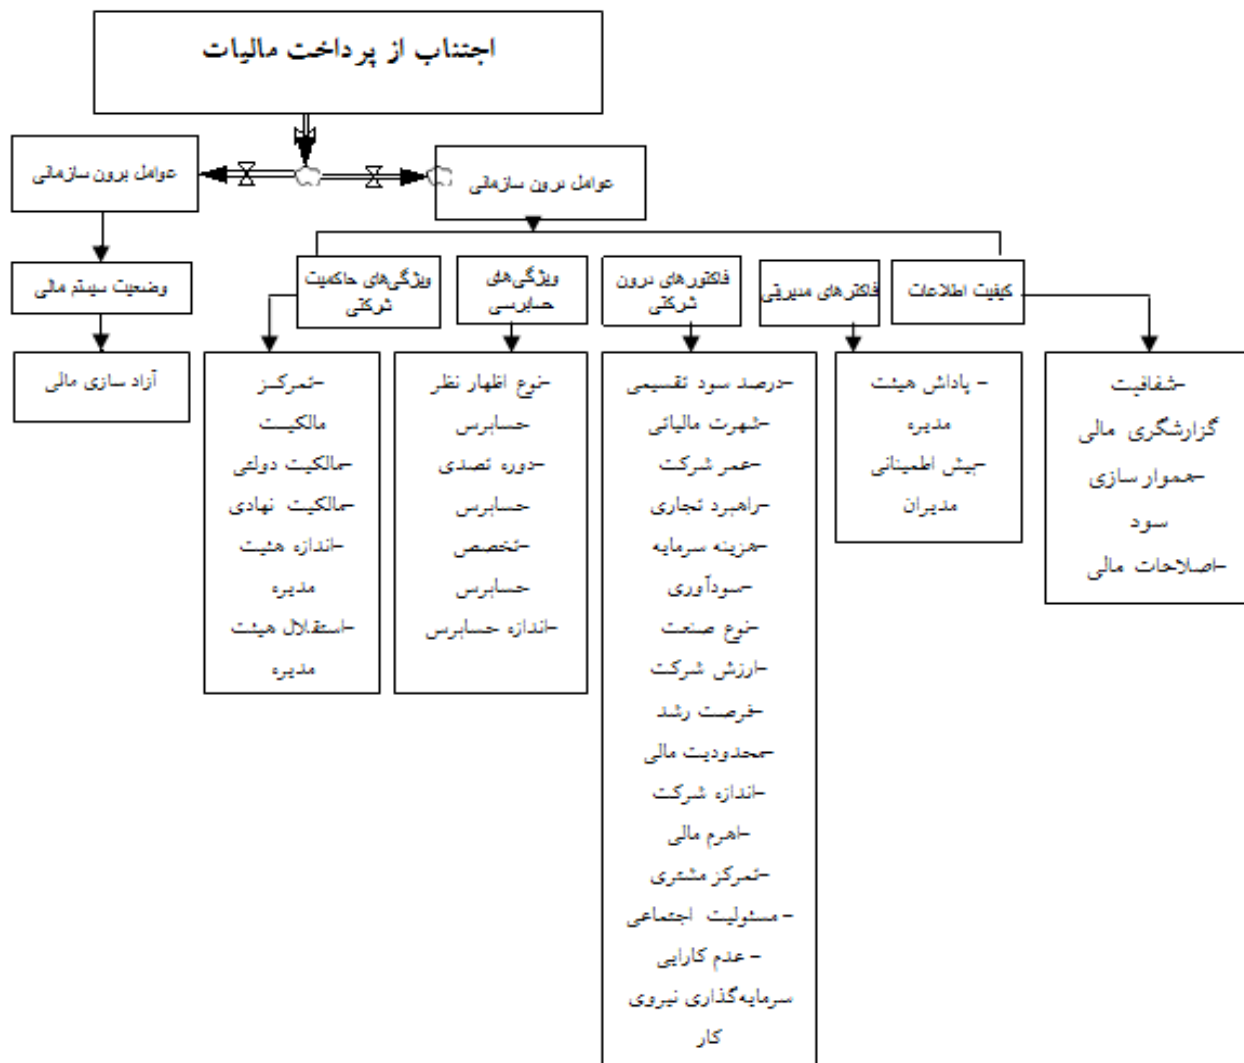 اجتناب از پرداخت مالیات
عوامل درون سازمانی
عوامل برون سازمانی
کیفیت اطلاعات
فاکترهای مدیریتی
فاکتورهای درون
شرکتی
ویژگی‌های
حسابرسی
ویژگی‌های حاکمیت
شرکتی
وضعیت سیستم مالی
-شفافیت
گزارشگری مالی
-هموار سازی
سود
-اصلاحات مالی
- پاداش هیئت
مدیره
-بیش اطمینانی
مدیران
-درصد سود تقسیمی
-شهرت مالیاتی
-عمر شرکت
-راهبرد تجاری
-هزینه سرمایه
-سودآوری
-نوع صنعت
-ارزش شرکت
-فرصت رشد
-محدودیت مالی
-اندازه شرکت
-اهرم مالی
-تمرکز مشتری
- مسئولیت اجتماعی
- عدم کارایی
سرمایه‌گذاری نیروی
کار
-نوع اظهار نظر
حسابرس
-دوره تصدی
حسابرس
-تخصص
حسابرس
-اندازه حسابرس
-تمرکز
مالکیت
-مالکیت دولتی
-مالکیت نهادی
-اندازه هئیت
مدیره
-استقلال هیئت
مدیره
آزاد سازی مالی